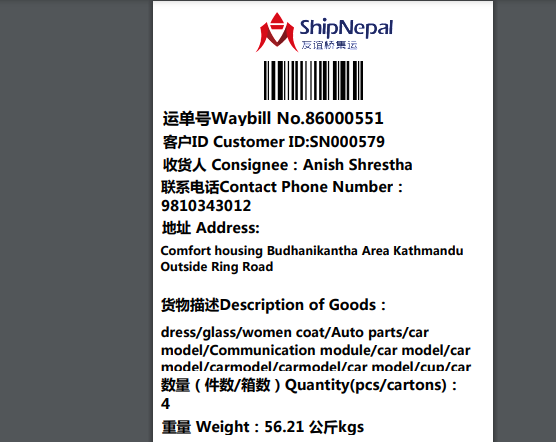 ShipNepal
友谊桥集运
运单号Waybill No.86000551
客户ID Customer ID:SN000579
收货人 Consignee：Anish Shrestha
联系电话Contact Phone Number：
9810343012
地址 Address:
Comfort housing Budhanikantha Area Kathmandu
Outside Ring Road
货物描述Description of Goods：
dress/glass/women coat/Auto parts/car
model/Communication module/car model/car
model/carmodel/carmodel/car model/cup/car
数量（件数/箱数）Quantity(pcs/cartons)：
4
重量 Weight：56.21 公斤kgs